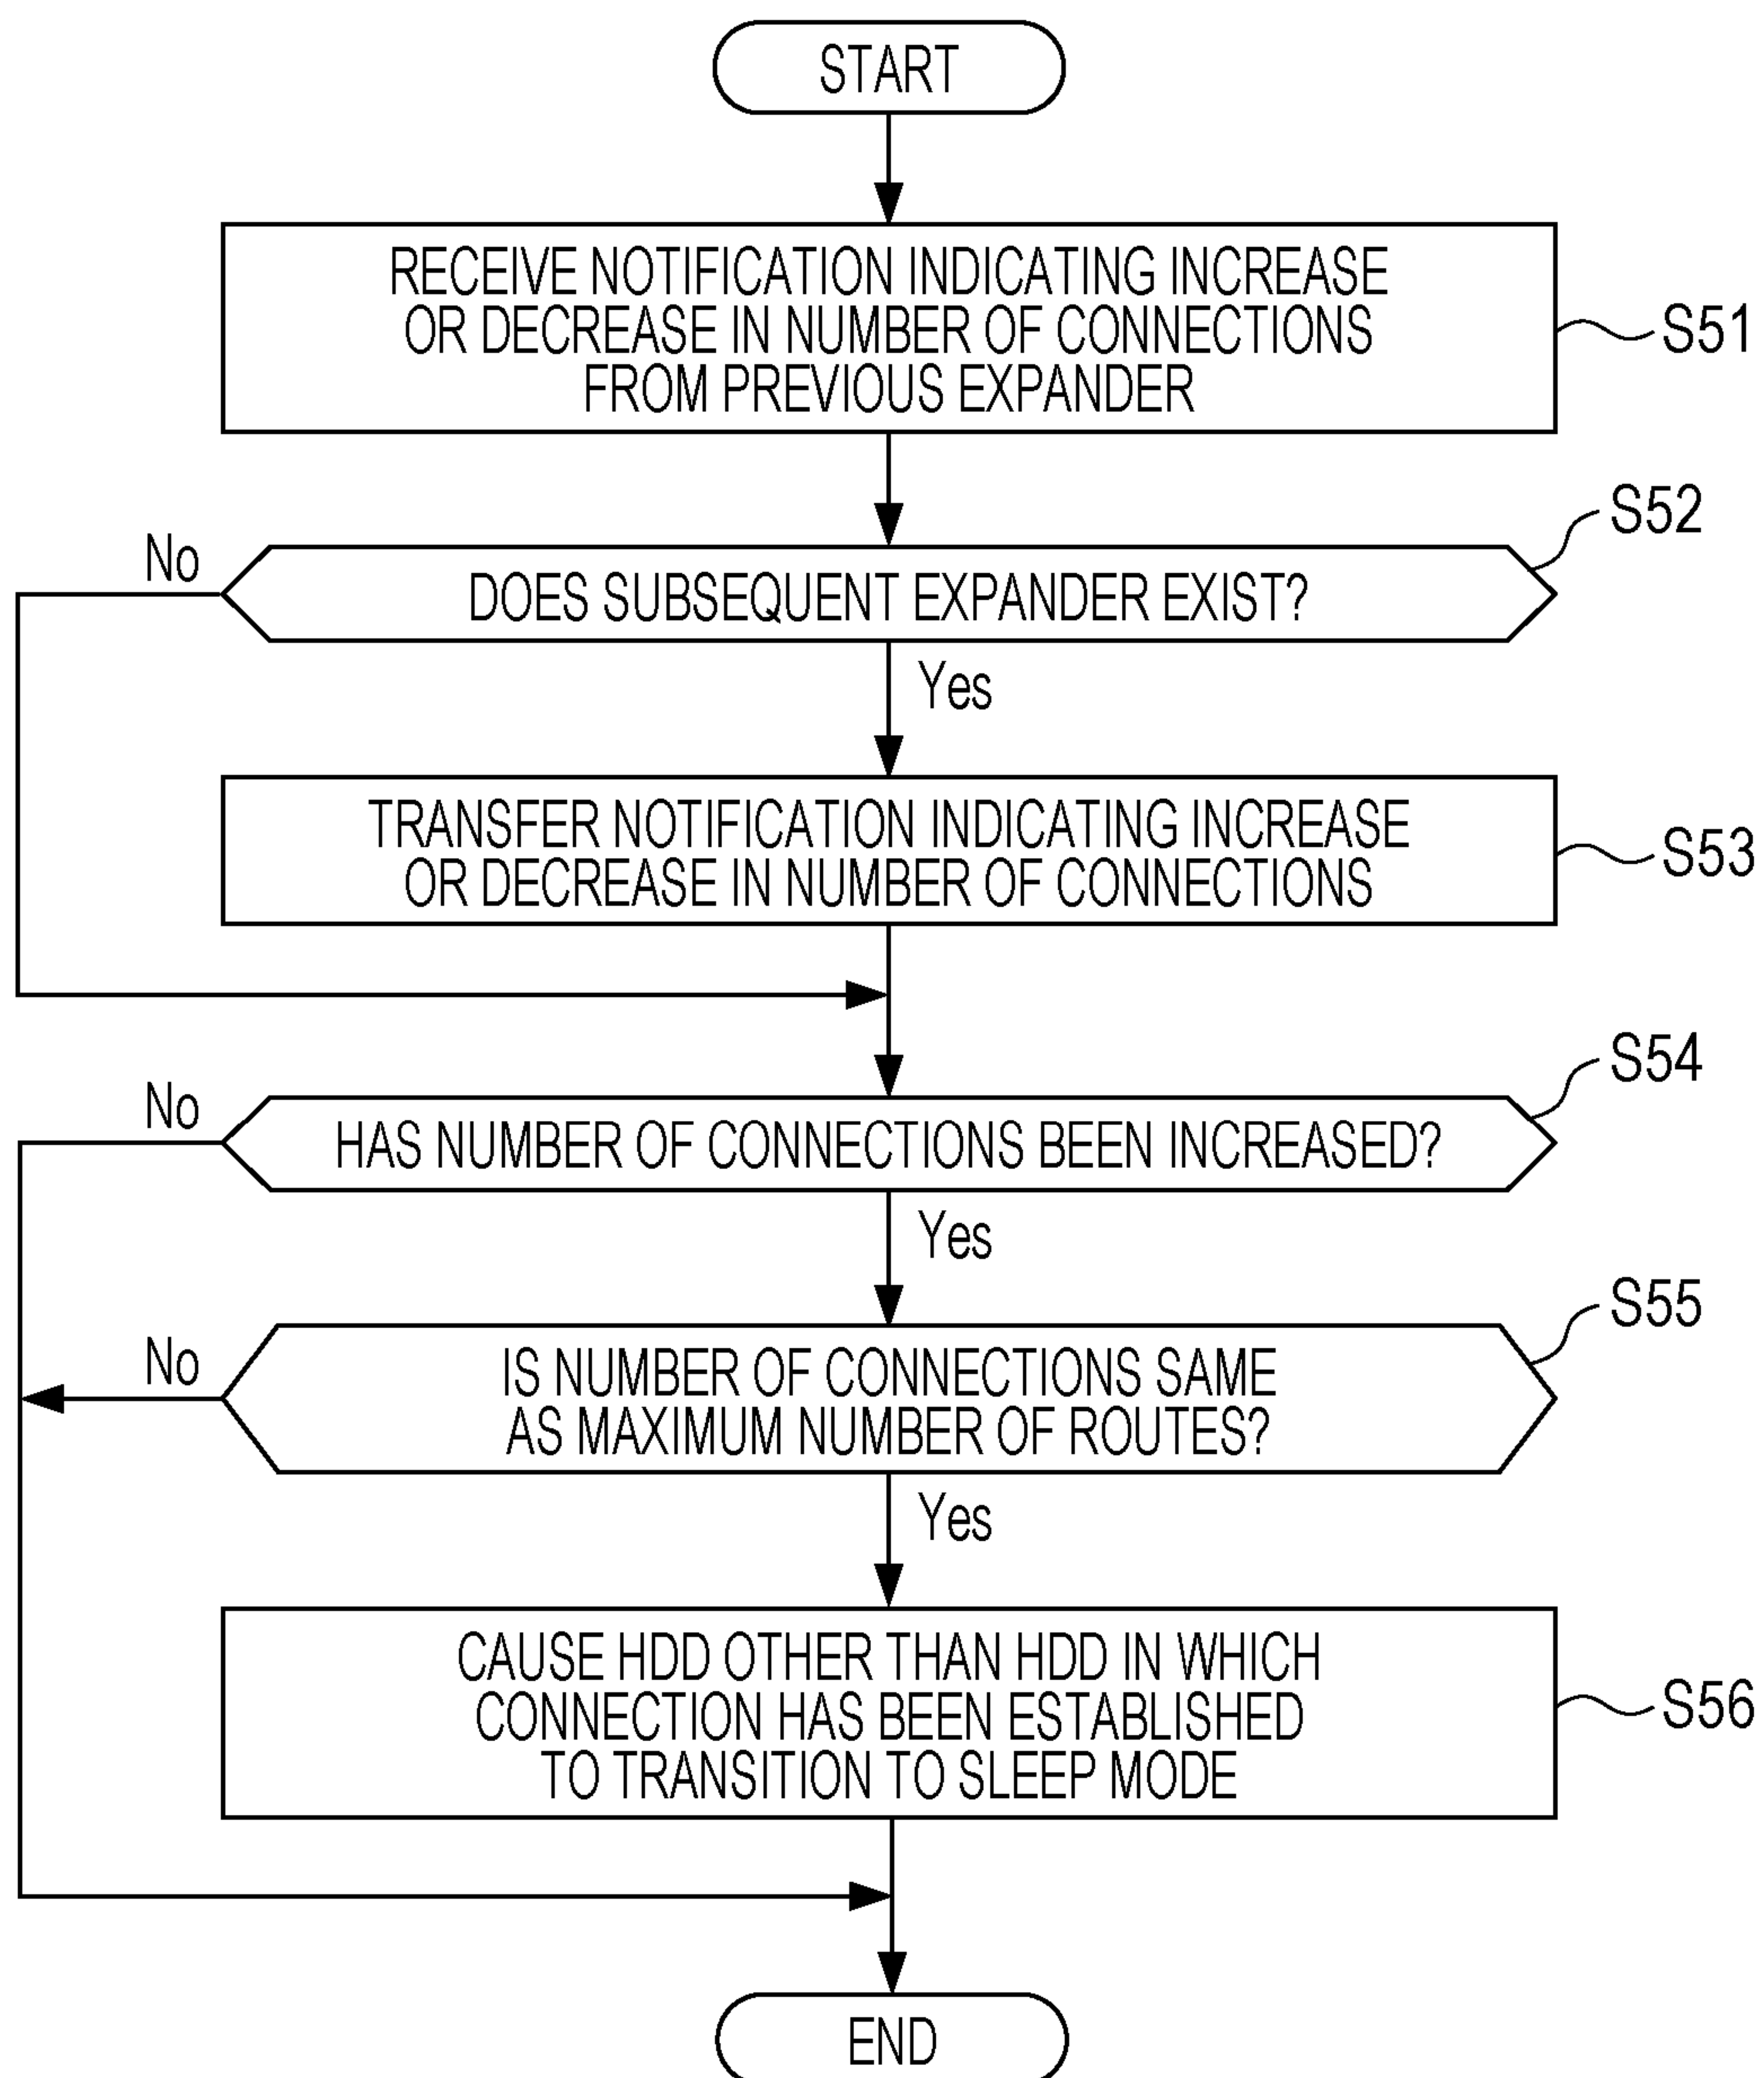 START
RECEIVE NOTIFICATION INDICATING INCREASE
OR DECREASE IN NUMBER OF CONNECTIONS
FROM PREVIOUS EXPANDER
S51
S52
No
DOES SUBSEQUENT EXPANDER EXIST?
Yes
TRANSFER NOTIFICATION INDICATING INCREASE
OR DECREASE IN NUMBER OF CONNECTIONS
S53
S54
No
HAS NUMBER OF CONNECTIONS BEEN INCREASED?
Yes
S55
No
IS NUMBER OF CONNECTIONS SAME
AS MAXIMUM NUMBER OF ROUTES?
Yes
CAUSE HDD OTHER THAN HDD IN WHICH
CONNECTION HAS BEEN ESTABLISHED
TO TRANSITION TO SLEEP MODE
S56
END